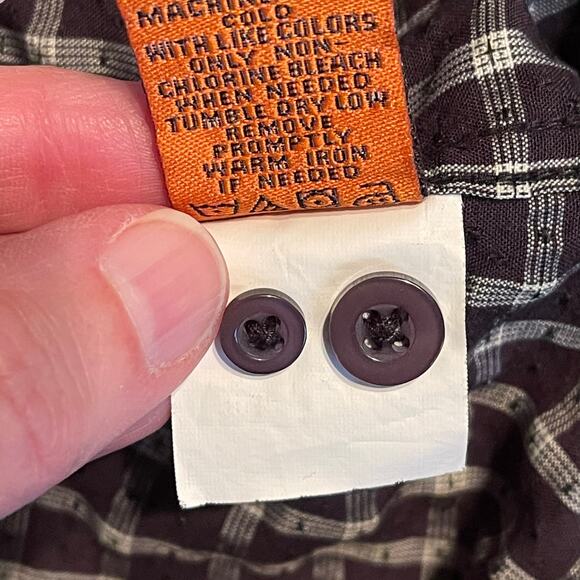 MACHINE
COLD
WITH LIKE COLORS
ONLY NON-
CHLORINE BLEACH
WHEN NEEDED
TUMBLE DRY LOW
REMOVE
PROMPTLY
WARM IRON
IF NEEDED